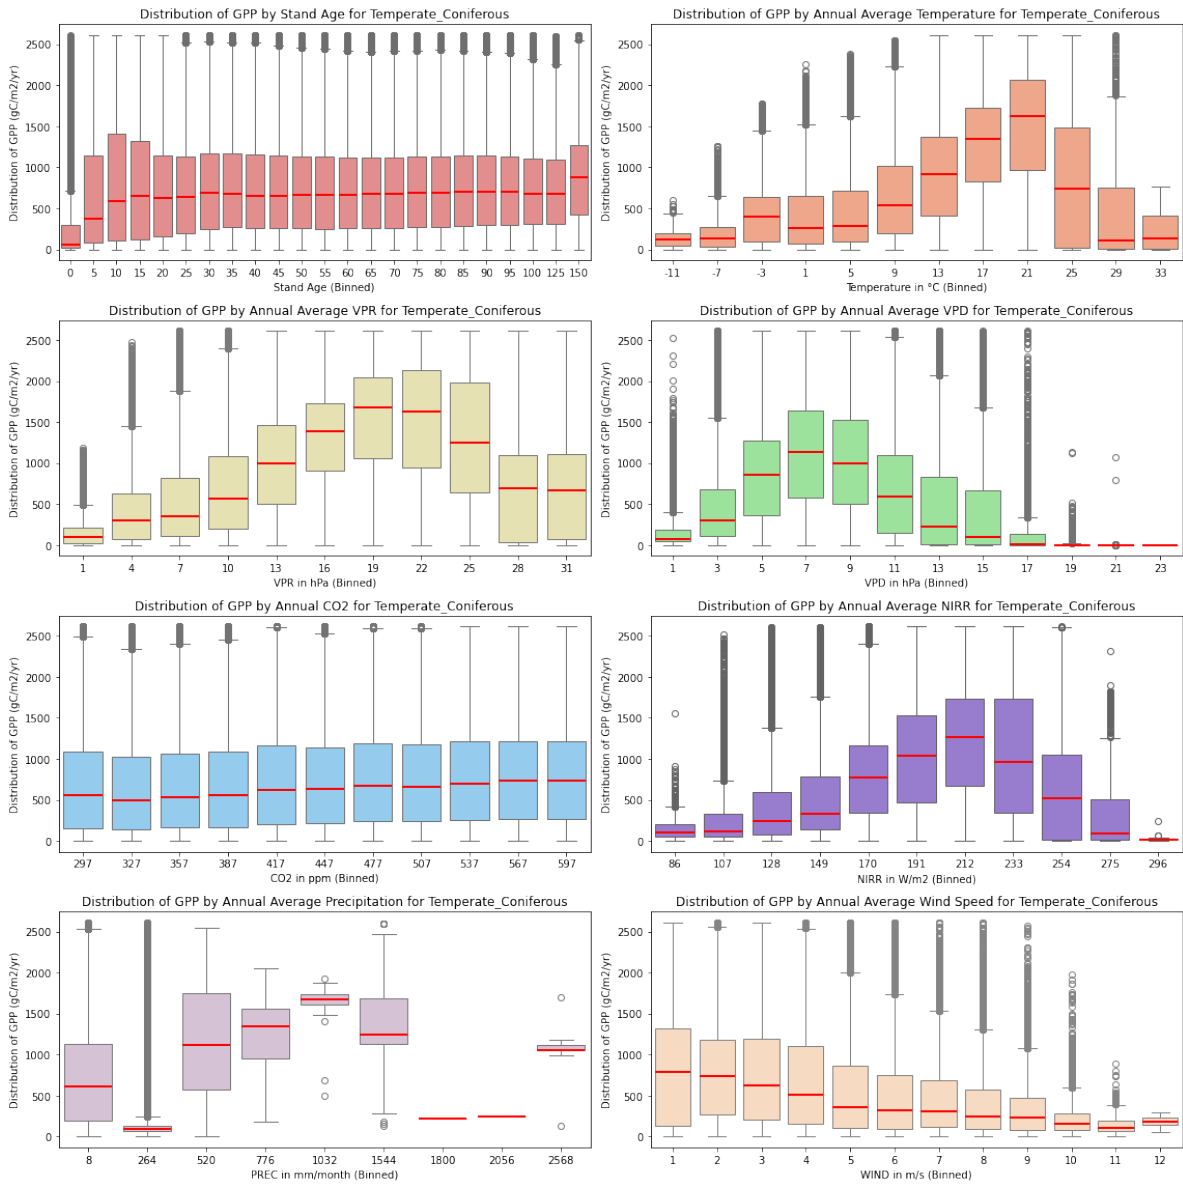 Distribution of GPP by Stand Age for Temperate_Coniferous
Distribution of GPP (gC/m2/yr)
2500
2000
1500
1000
500
0
0 5 10 15 20 25 30 35 40 45 50 55 60 65 70 75 80 85 90 95 100 125 150
Stand Age (Binned)
Distribution of GPP by Annual Average Temperature for Temperate_Coniferous
Distribution of GPP (gC/m2/yr)
2500
2000
1500
1000
500
0
-11 -7 -3 1 5 9 13 17 21 25 29 33
Temperature in °C (Binned)
Distribution of GPP by Annual Average VPR for Temperate_Coniferous
Distribution of GPP (gC/m2/yr)
2500
2000
1500
1000
500
0
1 4 7 10 13 16 19 22 25 28 31
VPR in hPa (Binned)
Distribution of GPP by Annual Average VPD for Temperate_Coniferous
Distribution of GPP (gC/m2/yr)
2500
2000
1500
1000
500
0
1 3 5 7 9 11 13 15 17 19 21 23
VPD in hPa (Binned)
Distribution of GPP by Annual CO2 for Temperate_Coniferous
Distribution of GPP (gC/m2/yr)
2500
2000
1500
1000
500
0
297 327 357 387 417 447 477 507 537 567 597
CO2 in ppm (Binned)
Distribution of GPP by Annual Average NIRR for Temperate_Coniferous
Distribution of GPP (gC/m2/yr)
2500
2000
1500
1000
500
0
86 107 128 149 170 191 212 233 254 275 296
NIRR in W/m2 (Binned)
Distribution of GPP by Annual Average Precipitation for Temperate_Coniferous
Distribution of GPP (gC/m2/yr)
2500
2000
1500
1000
500
0
8 264 520 776 1032 1544 1800 2056 2568
PREC in mm/month (Binned)
Distribution of GPP by Annual Average Wind Speed for Temperate_Coniferous
Distribution of GPP (gC/m2/yr)
2500
2000
1500
1000
500
0
1 2 3 4 5 6 7 8 9 10 11 12
WIND in m/s (Binned)